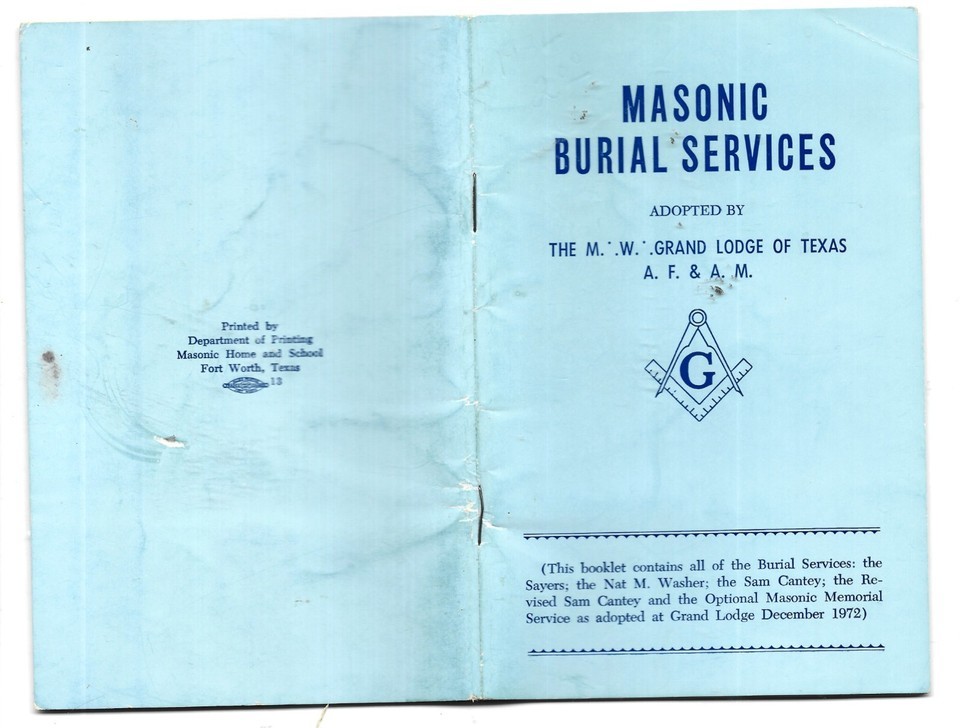 Printed by
Department of Printing
Masonic Home and School
Fort Worth, Texas
13
MASONIC
BURIAL SERVICES
ADOPTED BY
THE M.˙.W.˙.GRAND LODGE OF TEXAS
A. F. & A. M.
G
(This booklet contains all of the Burial Services: the
Sayers; the Nat M. Washer; the Sam Cantey; the Re-
vised Sam Cantey and the Optional Masonic Memorial
Service as adopted at Grand Lodge December 1972)